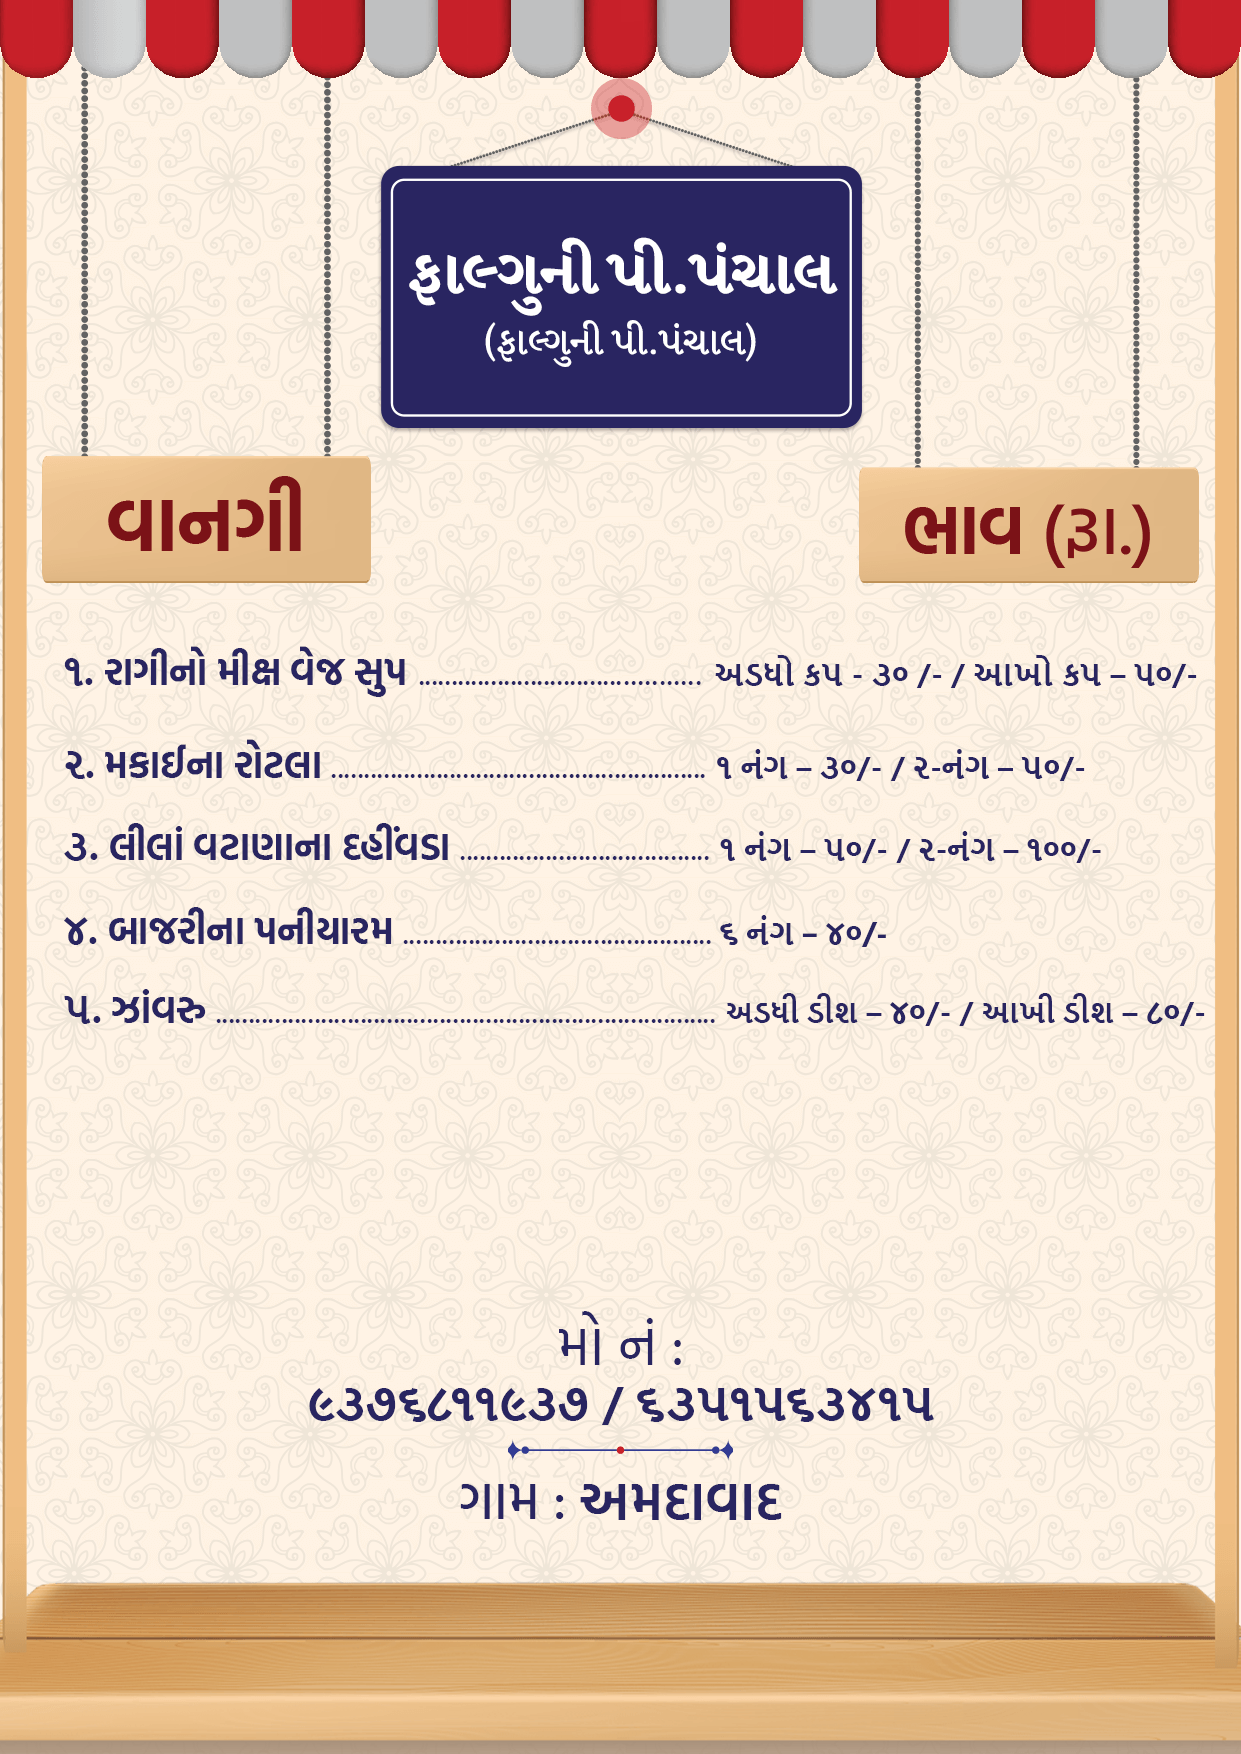 ફાલ્ગુની પી.પંચાલ
(ફાલ્ગુની પી.પંચાલ)
વાનગી
ભાવ (રૂા.)
૧. રાગીનો મીક્ષ વેજ સુપ ........................................... અડધો કપ - ૩૦ /- / આખો કપ – ૫૦/-
૨. મકાઈના રોટલા ......................................................... ૧ નંગ – ૩૦/- / ૨-નંગ – ૫૦/-
૩. લીલાં વટાણાના દહીંવડા ...................................... ૧ નંગ – ૫૦/- / ૨-નંગ – ૧૦૦/-
૪. બાજરીના પનીયારમ ............................................... ૬ નંગ – ૪૦/-
૫. ઝાંવરુ ............................................................................ અડધી ડીશ – ૪૦/- / આખી ડીશ – ૮૦/-
મો નં :
૯૩૭૬૮૧૧૯૩૭ / ૬૩૫૧૫૬૩૪૧૫
ગામ : અમદાવાદ